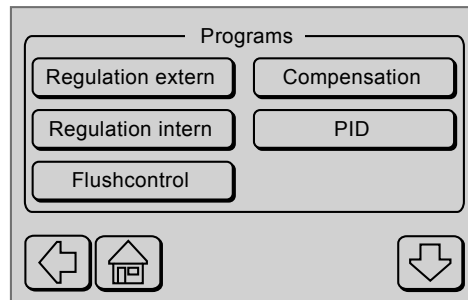 Programs
Regulation extern
Compensation
Regulation intern
PID
Flushcontrol